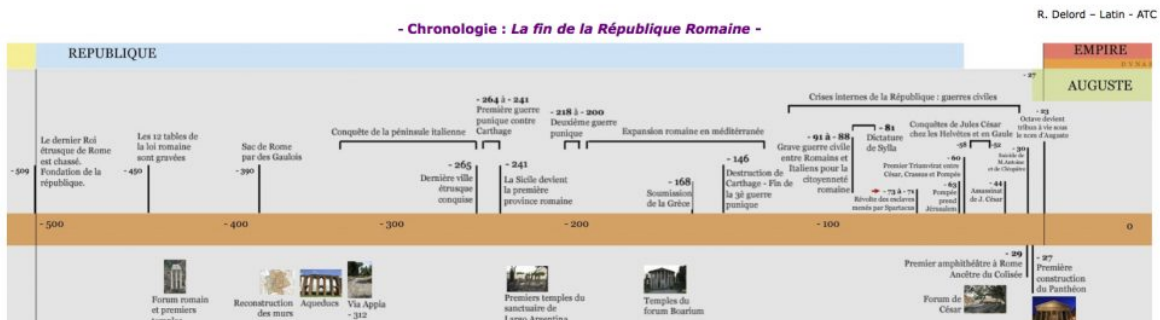 R. Delord – Latin - ATC
- Chronologie : La fin de la République Romaine -
REPUBLIQUE
EMPIRE
AUGUSTE
- 27
- 509
Le dernier Roi
étrusque de Rome
est chassé.
Fondation de la
république.
Les 12 tables de
la loi romaine
sont gravées
- 450
Sac de Rome
par des Gaulois
- 390
Conquête de la péninsule italienne
- 265
Dernière ville
étrusque
conquise
- 264 à - 241
Première guerre
punique contre
Carthage
- 241
La Sicile devient
la première
province romaine
- 218 à - 200
Deuxième guerre
punique
Expansion romaine en méditerranée
- 168
Soumission
de la Grèce
- 146
Destruction de
Carthage - Fin de
la 3è guerre
punique
Crises internes de la République : guerres civiles
- 91 à - 88
Grave guerre civile
entre Romains et
Italiens pour la
citoyenneté
romaine
- 81
Dictature
de Sylla
- 73 à - 71
Révolte des esclaves
menés par Spartacus
Conquêtes de Jules César
chez les Helvètes et en Gaule
-58
-52
- 60
Premier Triumvirat entre
César, Crassus et Pompée
- 63
Pompée
prend
Jérusalem
- 44
Assassinat
de J. César
- 30
Suicide de
M.Antoine
et de Cléopâtre
- 23
Octave devient
tribun à vie sous
le nom d'Auguste
- 500
- 400
- 300
- 200
- 100
0
Forum romain
et premiers
Reconstruction
des murs
Aqueducs
Via Appia
- 312
Premiers temples du
sanctuaire de
Largo Argentina
Temples du
forum Boarium
- 29
Premier amphithéâtre à Rome
Ancêtre du Colisée
- 27
Première
construction
du Panthéon
Forum de
César